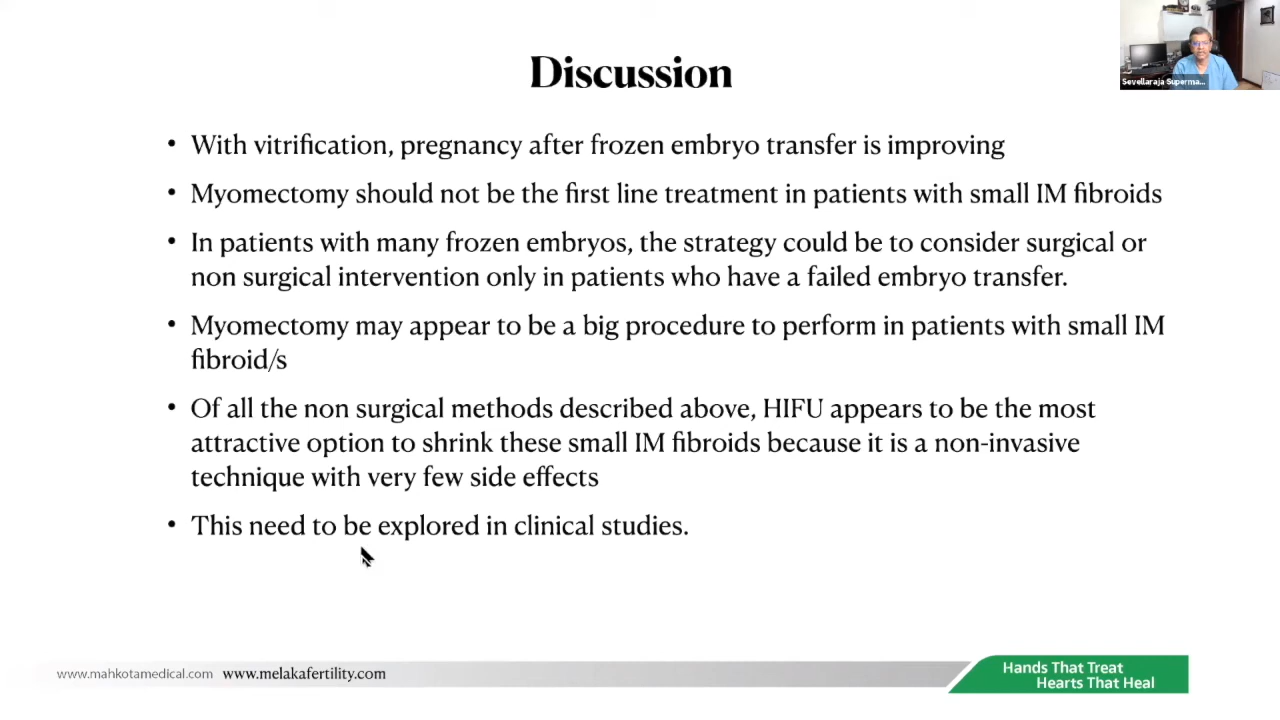 Discussion
Sevellaraja Superma...
• With vitrification, pregnancy after frozen embryo transfer is improving
• Myomectomy should not be the first line treatment in patients with small IM fibroids
• In patients with many frozen embryos, the strategy could be to consider surgical or
non surgical intervention only in patients who have a failed embryo transfer.
• Myomectomy may appear to be a big procedure to perform in patients with small IM
fibroid/s
• Of all the non surgical methods described above, HIFU appears to be the most
attractive option to shrink these small IM fibroids because it is a non-invasive
technique with very few side effects
• This need to be explored in clinical studies.
www.mahkotamedical.com www.melakafertility.com
Hands That Treat
Hearts That Heal